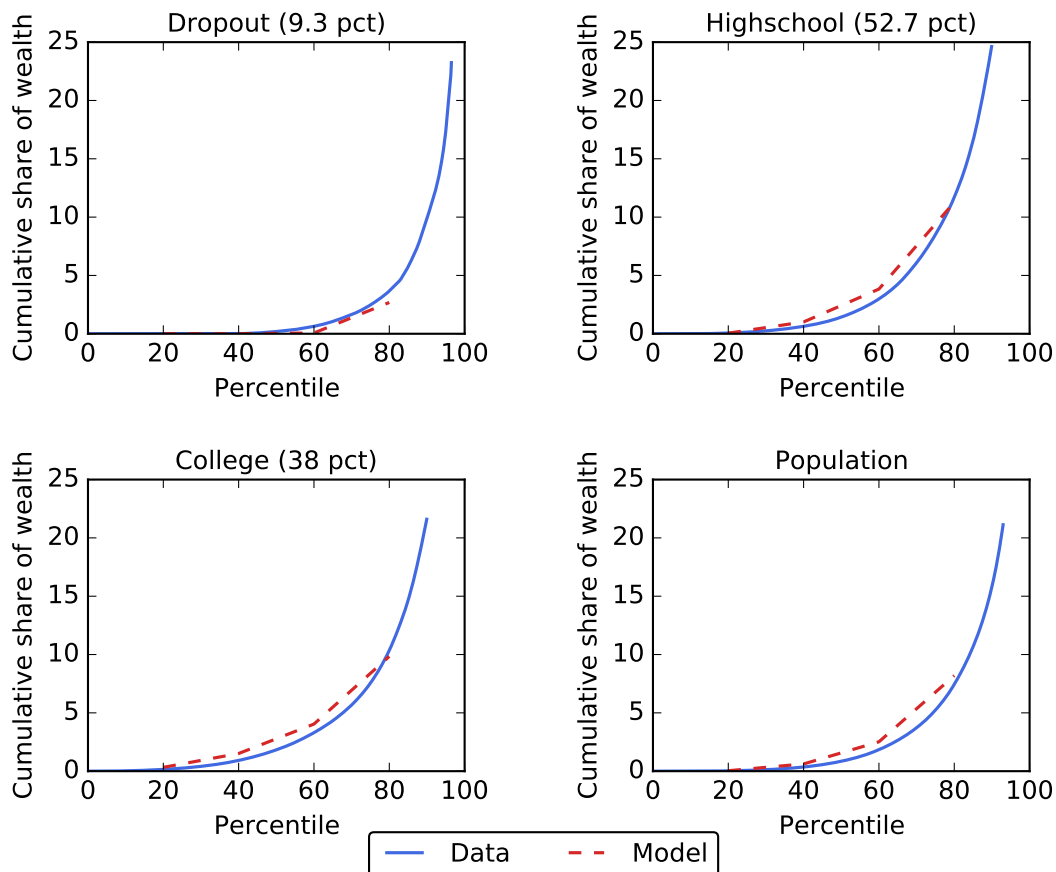 Dropout (9.3 pct)
Cumulative share of wealth
25
20
15
10
5
0
0 20 40 60 80 100
Percentile
Highschool (52.7 pct)
Cumulative share of wealth
25
20
15
10
5
0
0 20 40 60 80 100
Percentile
College (38 pct)
Cumulative share of wealth
25
20
15
10
5
0
0 20 40 60 80 100
Percentile
Population
Cumulative share of wealth
25
20
15
10
5
0
0 20 40 60 80 100
Percentile
Data Model